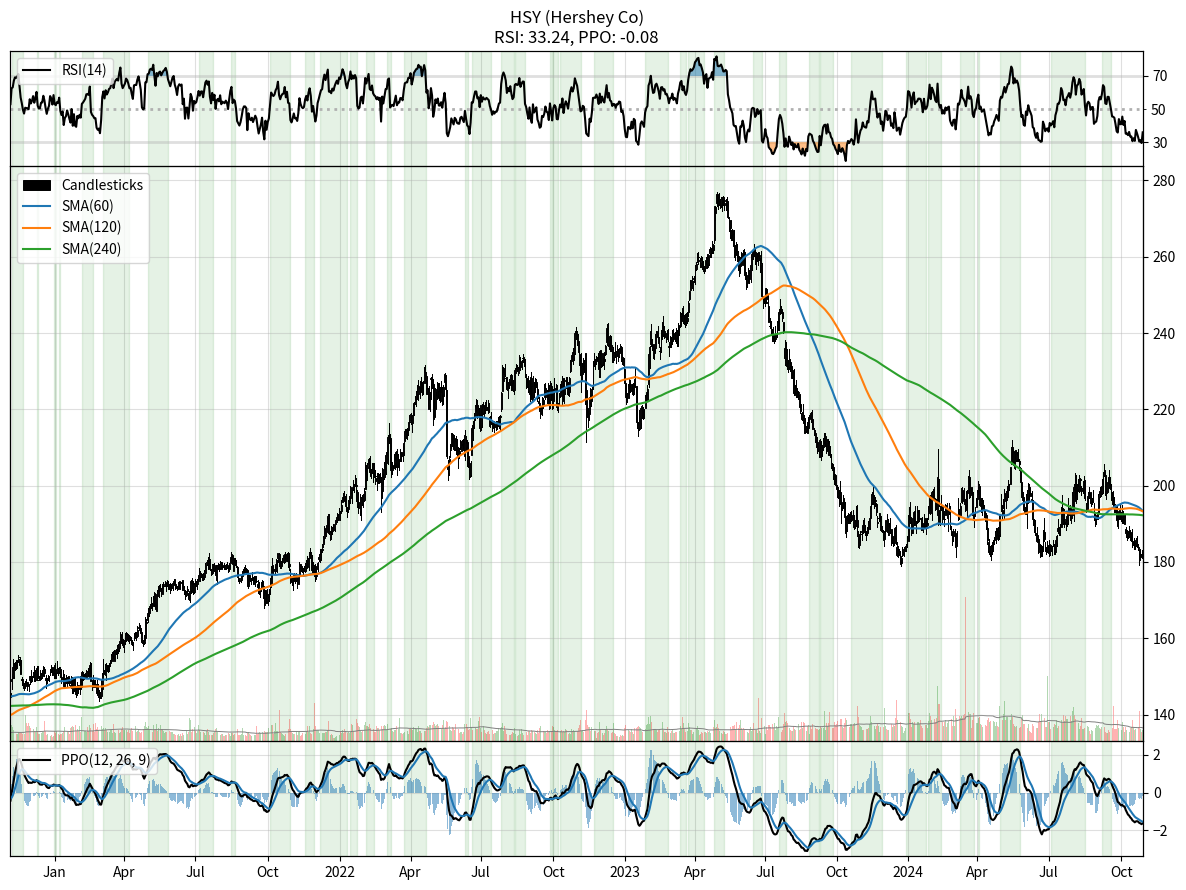 HSY (Hershey Co)
RSI: 33.24, PPO: -0.08
RSI(14)
70
50
30
Candlesticks
SMA(60)
SMA(120)
SMA(240)
280
260
240
220
200
180
160
140
PPO(12, 26, 9)
2
0
−2
Jan Apr Jul Oct 2022 Apr Jul Oct 2023 Apr Jul Oct 2024 Apr Jul Oct